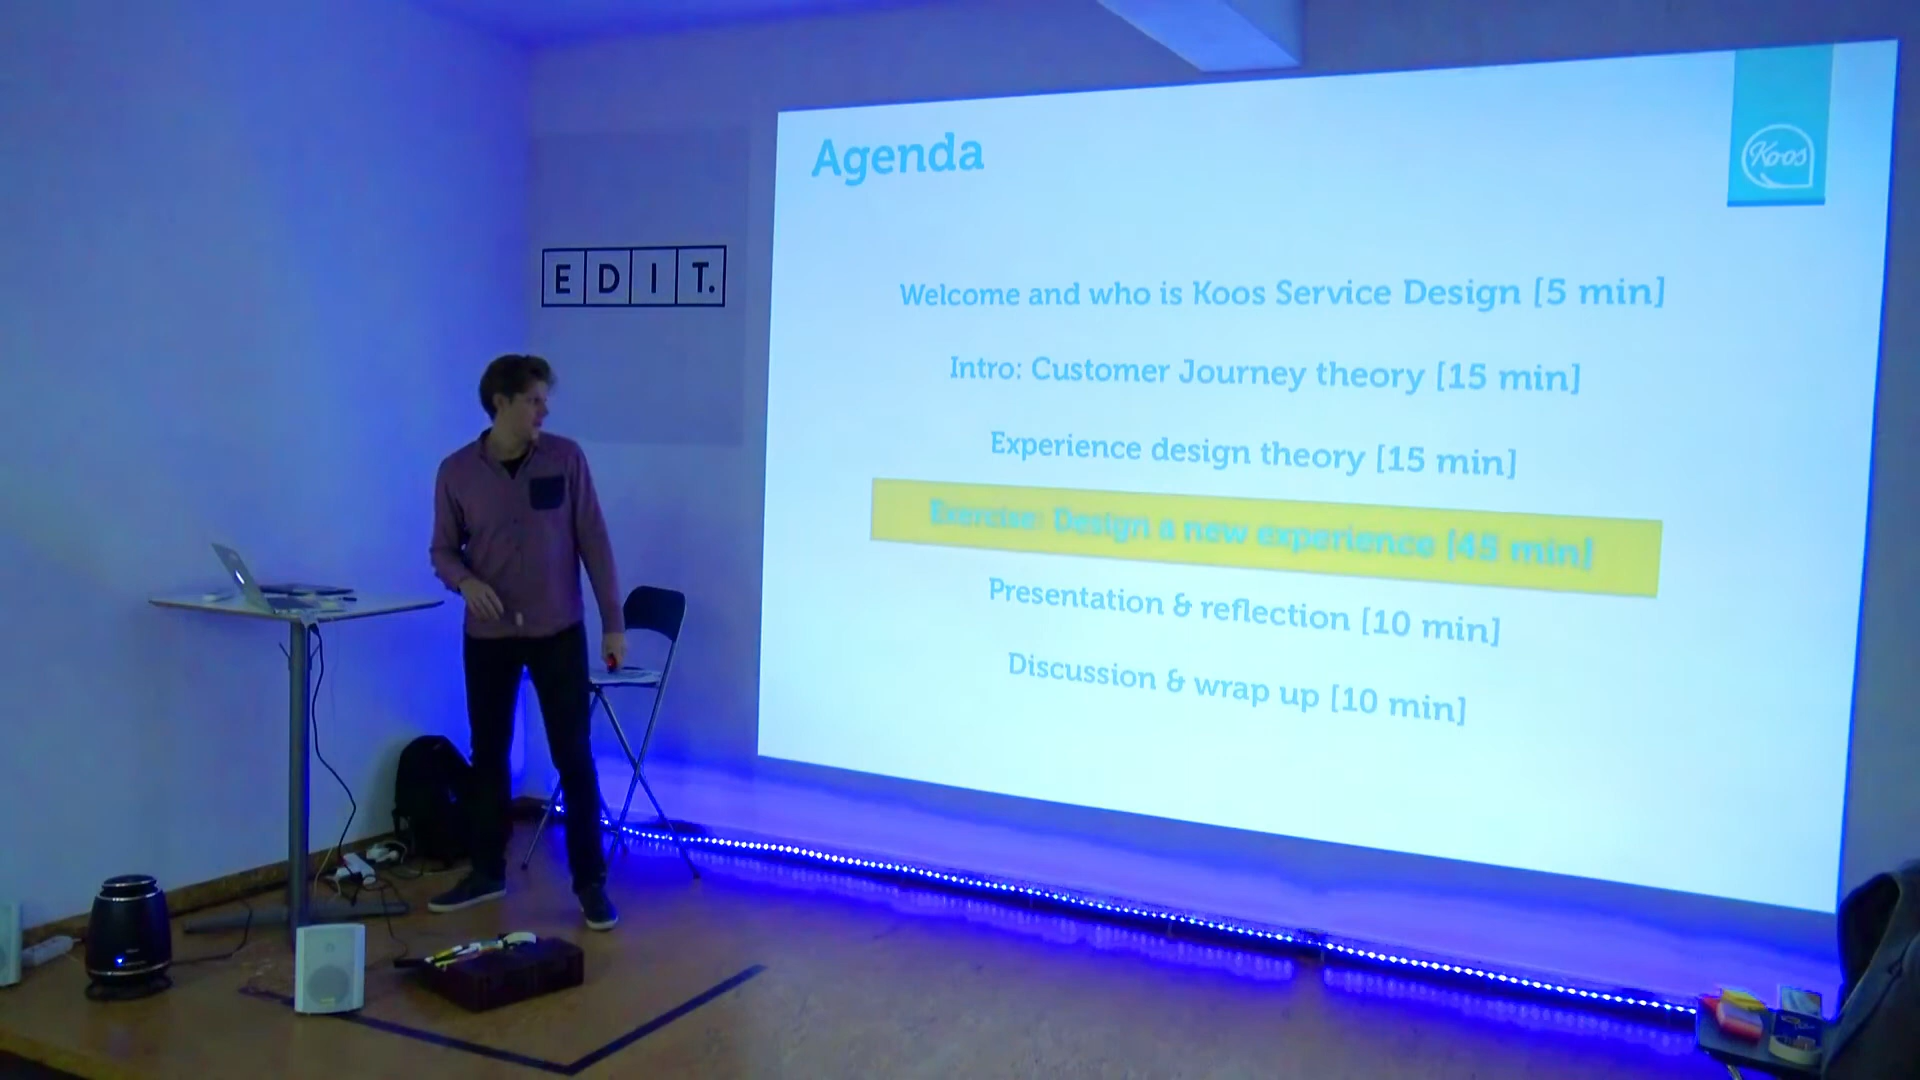 Agenda
Koos
EDIT.
Welcome and who is Koos Service Design [5 min]
Intro: Customer Journey theory [15 min]
Experience design theory [15 min]
Exercise: Design a new experience [45 min]
Presentation & reflection [10 min]
Discussion & wrap up [10 min]